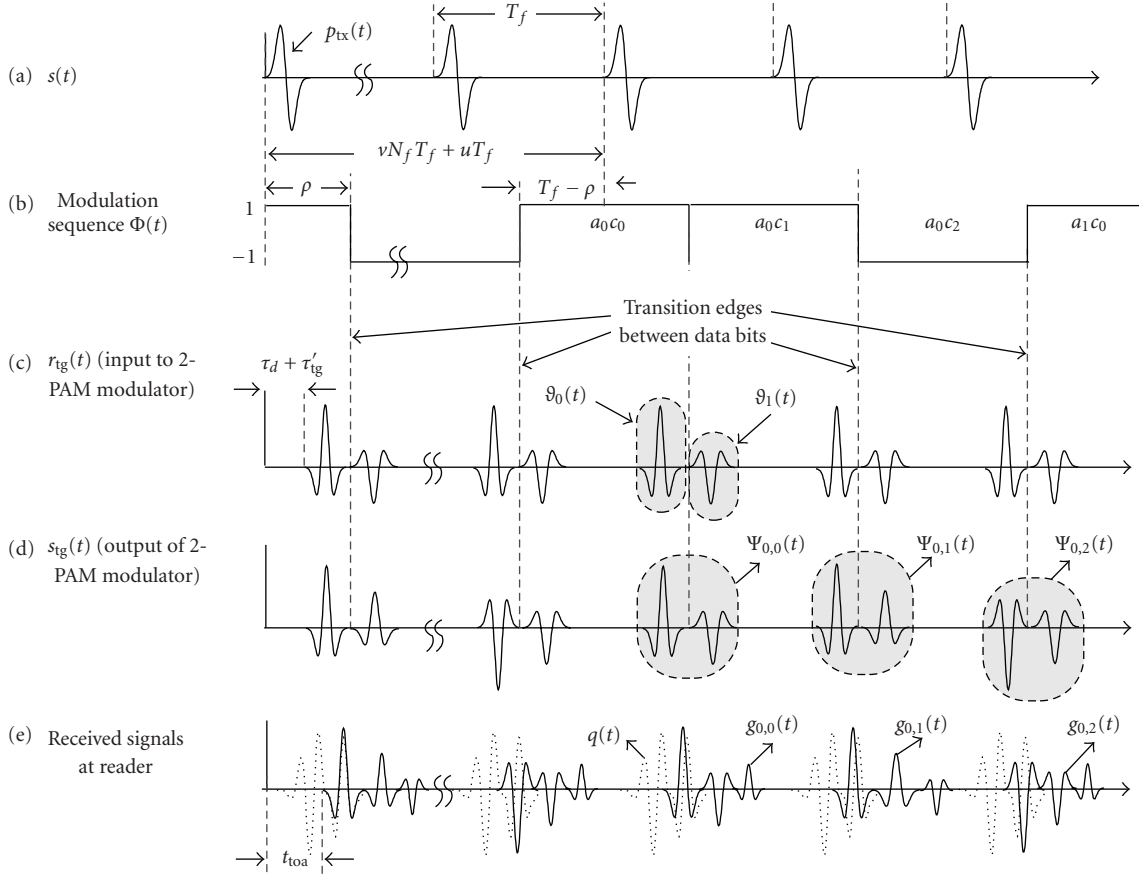 T_f
p_tx(t)
(a) s(t)
vN_f T_f + uT_f
ρ
T_f − ρ
(b) Modulation
sequence Φ(t)
1
−1
a_0c_0
a_0c_1
a_0c_2
a_1c_0
Transition edges
between data bits
(c) r_tg(t) (input to 2-
PAM modulator)
τ_d + τ′_tg
ϑ_0(t)
ϑ_1(t)
(d) s_tg(t) (output of 2-
PAM modulator)
Ψ_0,0(t)
Ψ_0,1(t)
Ψ_0,2(t)
(e) Received signals
at reader
q(t)
g_0,0(t)
g_0,1(t)
g_0,2(t)
t_toa